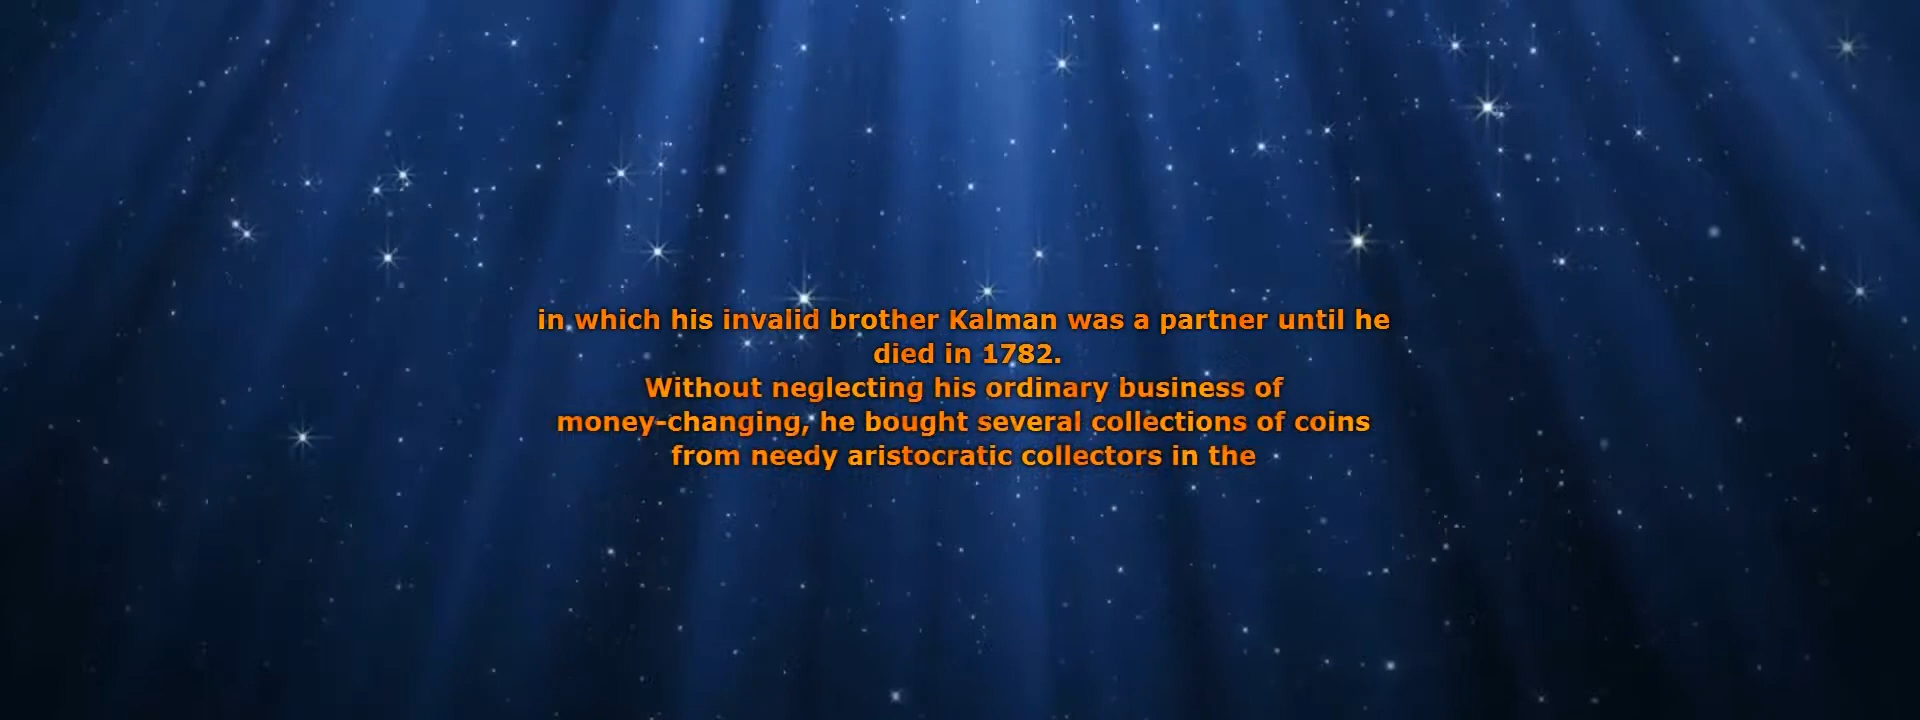 in which his invalid brother Kalman was a partner until he
died in 1782.
Without neglecting his ordinary business of
money-changing, he bought several collections of coins
from needy aristocratic collectors in the